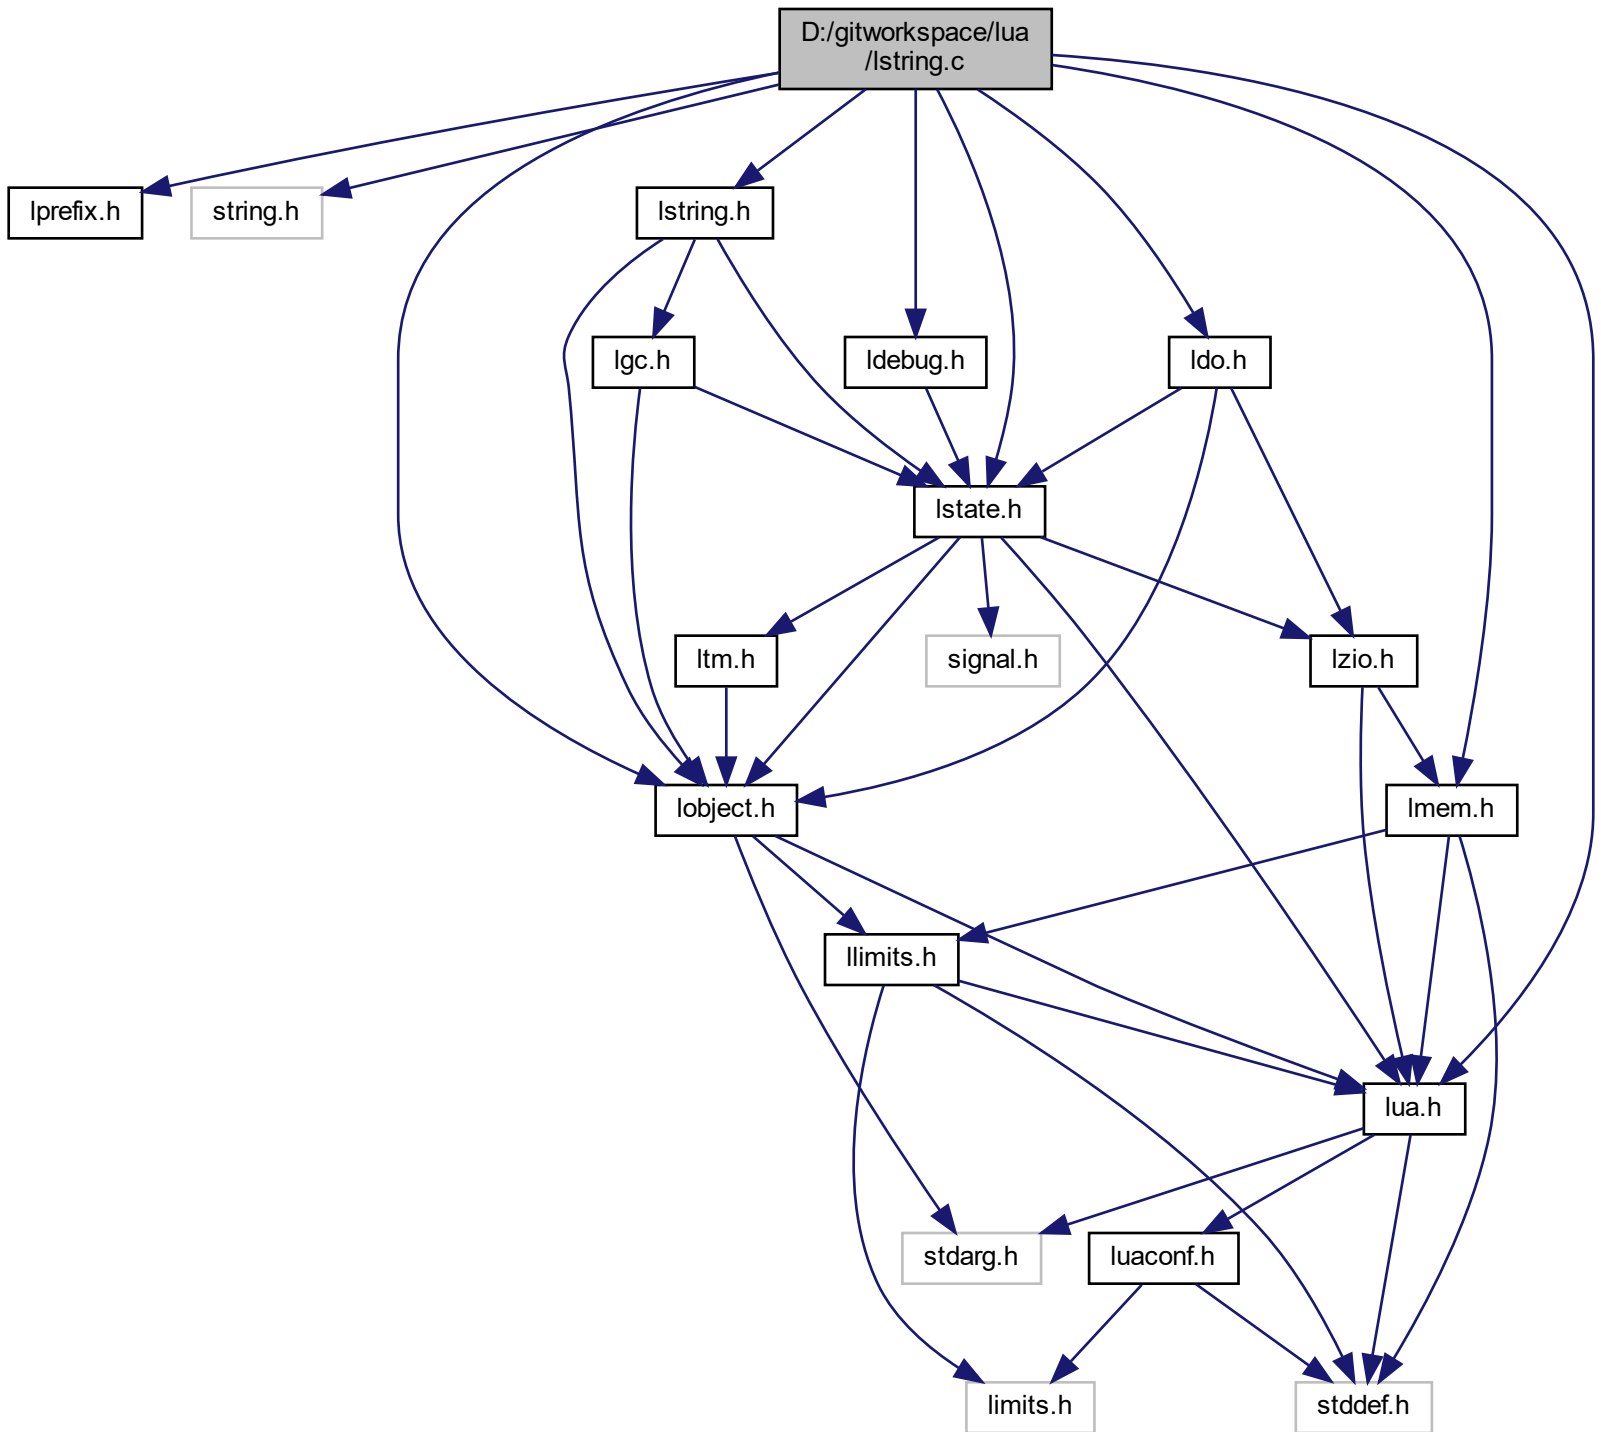 D:/gitworkspace/lua
/lstring.c
lprefix.h
string.h
lstring.h
lgc.h
ldebug.h
ldo.h
lstate.h
ltm.h
signal.h
lzio.h
lobject.h
lmem.h
llimits.h
lua.h
stdarg.h
luaconf.h
limits.h
stddef.h